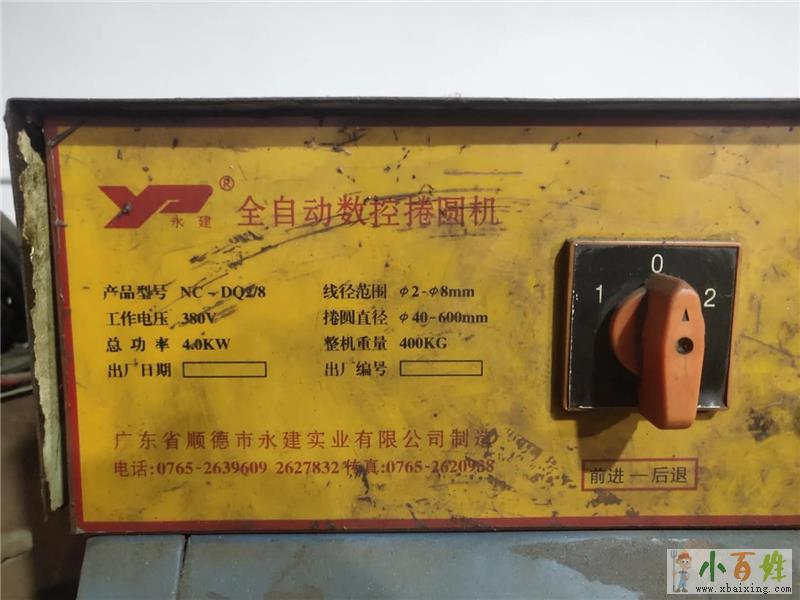 永建 ® 全自动数控捲圆机
产品型号 NC-DQ2/8 线径范围 φ2-φ8mm
工作电压 380V 捲圆直径 φ40-600mm
总功率 4.0KW 整机重量 400KG
出厂日期 出厂编号
1 0 2
广东省顺德市永建实业有限公司制造
电话:0765-2639609 2627832 传真:0765-2620988
前进—后退
小百姓
www.xbaixing.com